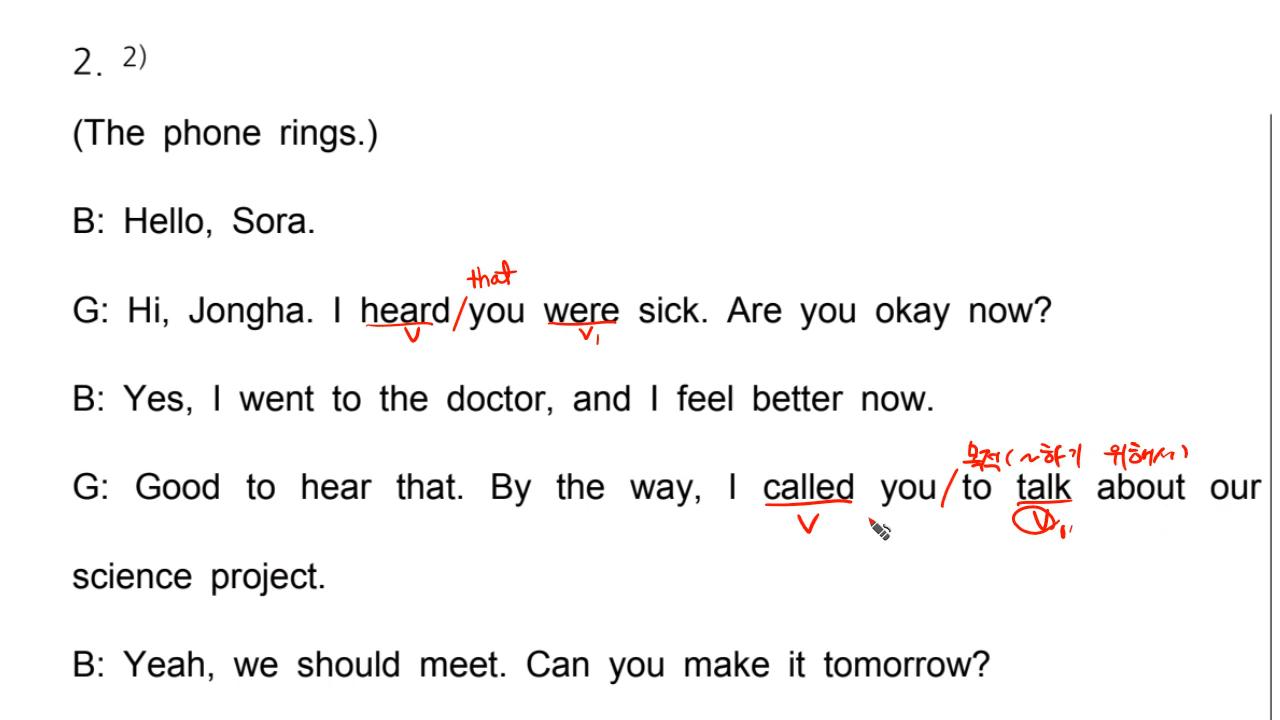 2. 2)
(The phone rings.)
B: Hello, Sora.
that
G: Hi, Jongha. I heard/you were sick. Are you okay now?
V V1
B: Yes, I went to the doctor, and I feel better now.
목적(~하기 위해서)
G: Good to hear that. By the way, I called you/to talk about our
V V1
science project.
B: Yeah, we should meet. Can you make it tomorrow?